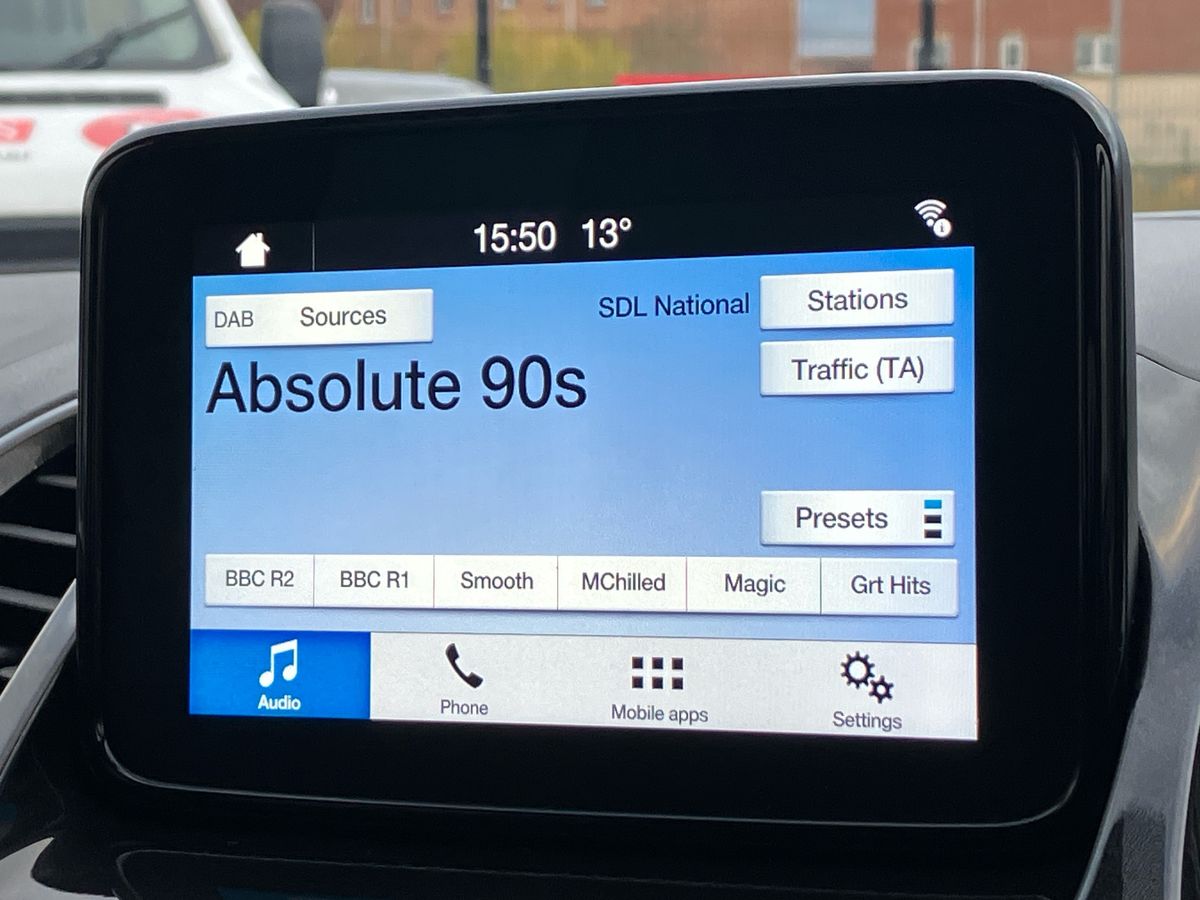 15:50 13°
DAB Sources
SDL National
Stations
Absolute 90s
Traffic (TA)
Presets
BBC R2
BBC R1
Smooth
MChilled
Magic
Grt Hits
Audio
Phone
Mobile apps
Settings